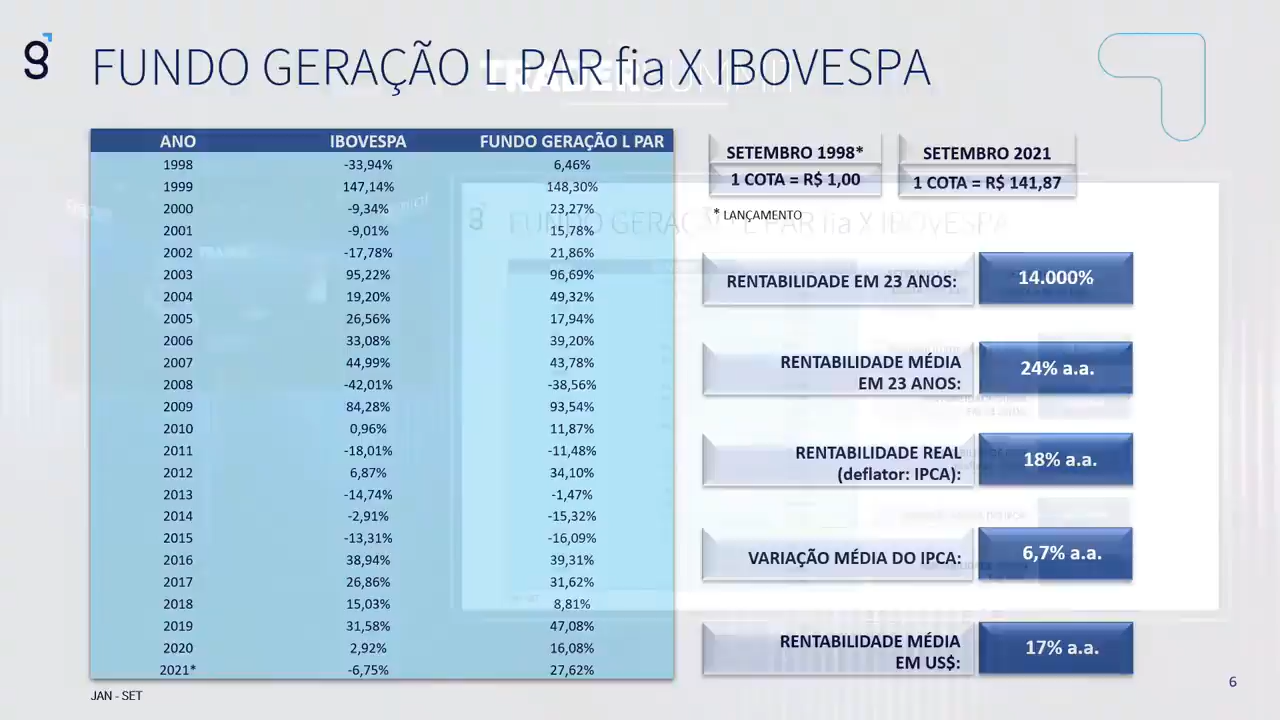 g
FUNDO GERAÇÃO L PAR fia X IBOVESPA
TRADERSUMMIT
ANO IBOVESPA FUNDO GERAÇÃO L PAR
1998 -33,94% 6,46%
1999 147,14% 148,30%
2000 -9,34% 23,27%
2001 -9,01% 15,78%
2002 -17,78% 21,86%
2003 95,22% 96,69%
2004 19,20% 49,32%
2005 26,56% 17,94%
2006 33,08% 39,20%
2007 44,99% 43,78%
2008 -42,01% -38,56%
2009 84,28% 93,54%
2010 0,96% 11,87%
2011 -18,01% -11,48%
2012 6,87% 34,10%
2013 -14,74% -1,47%
2014 -2,91% -15,32%
2015 -13,31% -16,09%
2016 38,94% 39,31%
2017 26,86% 31,62%
2018 15,03% 8,81%
2019 31,58% 47,08%
2020 2,92% 16,08%
2021* -6,75% 27,62%
JAN - SET
SETEMBRO 1998*
1 COTA = R$ 1,00
SETEMBRO 2021
1 COTA = R$ 141,87
* LANÇAMENTO
g FUNDO GERAÇÃO L PAR fia X IBOVESPA
RENTABILIDADE EM 23 ANOS: 14.000%
RENTABILIDADE MÉDIA
EM 23 ANOS: 24% a.a.
RENTABILIDADE REAL
(deflator: IPCA): 18% a.a.
VARIAÇÃO MÉDIA DO IPCA: 6,7% a.a.
RENTABILIDADE MÉDIA
EM US$: 17% a.a.
6